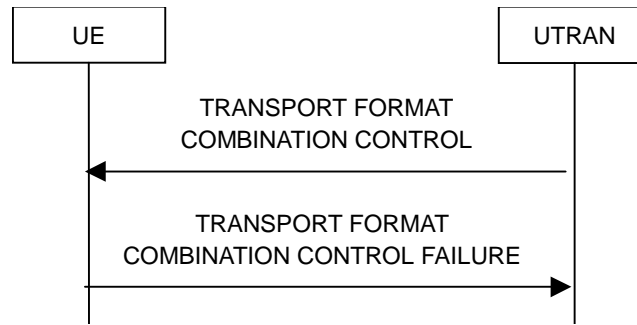 UE
UTRAN
TRANSPORT FORMAT
COMBINATION CONTROL
TRANSPORT FORMAT
COMBINATION CONTROL FAILURE